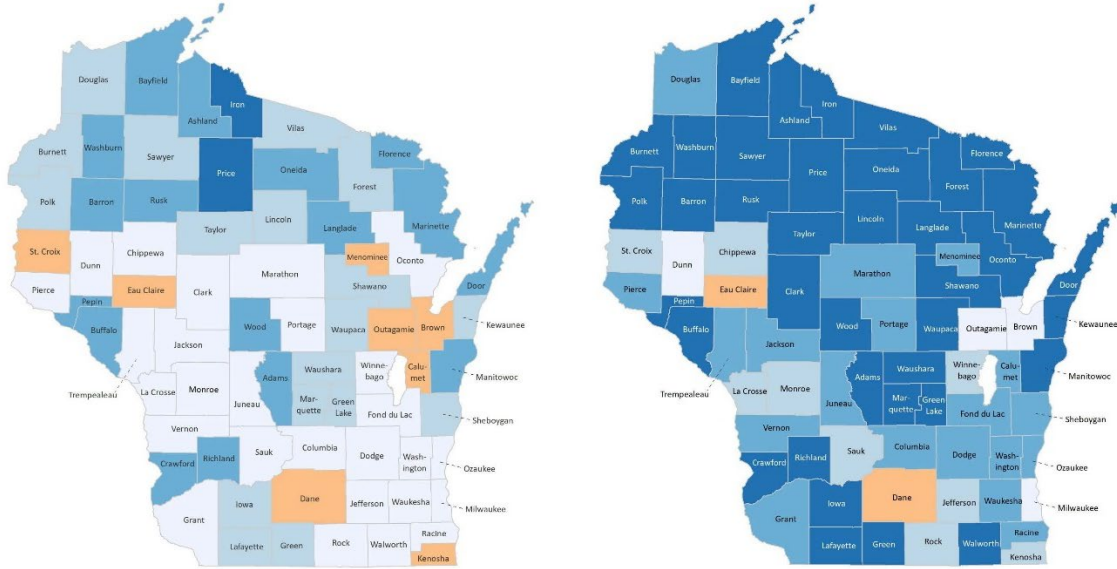 Douglas
Bayfield
Iron
Ashland
Vilas
Burnett
Washburn
Sawyer
Price
Oneida
Florence
Forest
Marinette
Polk
Barron
Rusk
Lincoln
Langlade
Taylor
St. Croix
Dunn
Chippewa
Marathon
Menominee
Oconto
Pierce
Eau Claire
Clark
Shawano
Door
Pepin
Buffalo
Wood
Portage
Waupaca
Outagamie
Brown
Kewaunee
Trempealeau
Jackson
Adams
Waushara
Winne-
bago
Calu-
met
Manitowoc
La Crosse
Monroe
Juneau
Mar-
quette
Green
Lake
Fond du Lac
Sheboygan
Vernon
Crawford
Richland
Sauk
Columbia
Dodge
Wash-
ington
Ozaukee
Grant
Iowa
Dane
Jefferson
Waukesha
Milwaukee
Lafayette
Green
Rock
Walworth
Racine
Kenosha
Douglas
Bayfield
Iron
Ashland
Vilas
Burnett
Washburn
Sawyer
Price
Oneida
Florence
Forest
Marinette
Polk
Barron
Rusk
Lincoln
Langlade
Taylor
St. Croix
Dunn
Chippewa
Marathon
Menominee
Oconto
Pierce
Eau Claire
Clark
Shawano
Door
Pepin
Buffalo
Wood
Portage
Waupaca
Outagamie
Brown
Kewaunee
Trempealeau
Jackson
Adams
Waushara
Winne-
bago
Calu-
met
Manitowoc
La Crosse
Monroe
Juneau
Mar-
quette
Green
Lake
Fond du Lac
Sheboygan
Vernon
Crawford
Richland
Sauk
Columbia
Dodge
Wash-
ington
Ozaukee
Grant
Iowa
Dane
Jefferson
Waukesha
Milwaukee
Lafayette
Green
Rock
Walworth
Racine
Kenosha